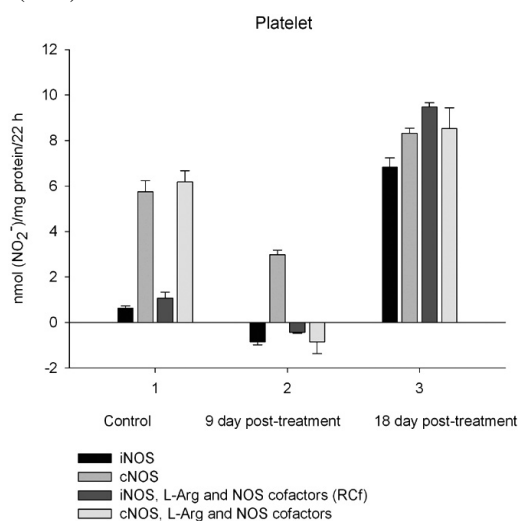 Platelet
nmol (NO2-)/mg protein/22 h
12
10
8
6
4
2
0
-2
1 2 3
Control 9 day post-treatment 18 day post-treatment
iNOS
cNOS
iNOS, L-Arg and NOS cofactors (RCf)
cNOS, L-Arg and NOS cofactors